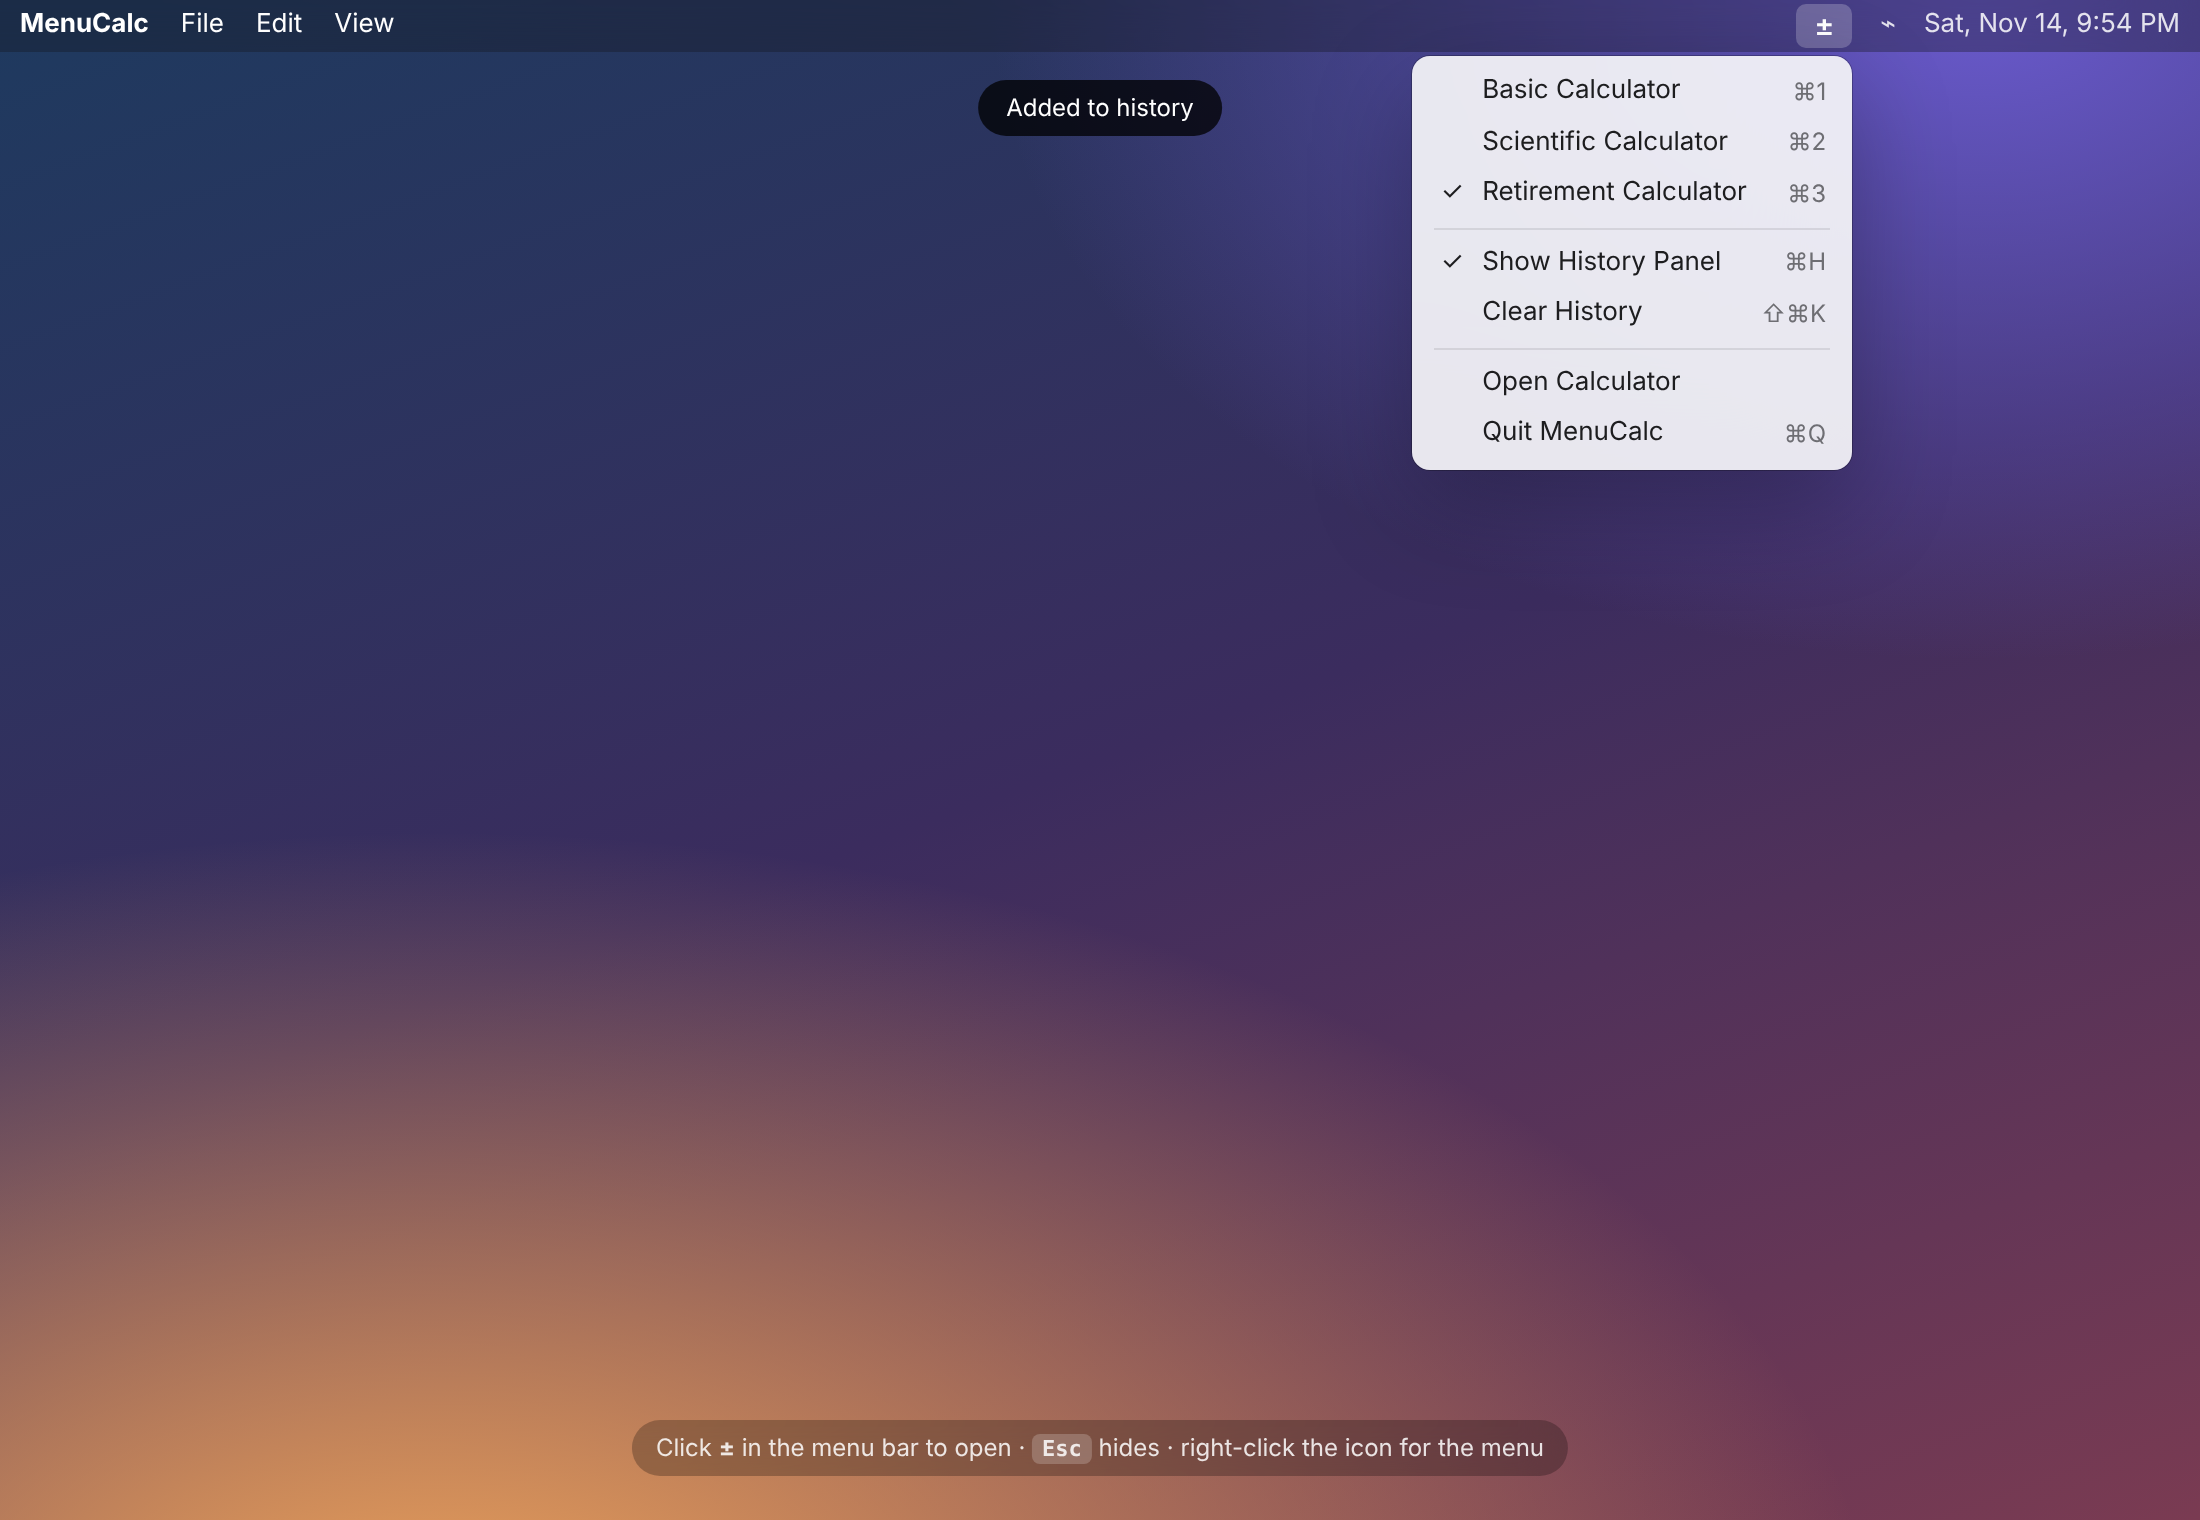 MenuCalc File Edit View ± ⌁ Sat, Nov 14, 9:54 PM
Added to history
Basic Calculator ⌘1
Scientific Calculator ⌘2
✓ Retirement Calculator ⌘3
✓ Show History Panel ⌘H
Clear History ⇧⌘K
Open Calculator
Quit MenuCalc ⌘Q
Click ± in the menu bar to open · Esc hides · right-click the icon for the menu